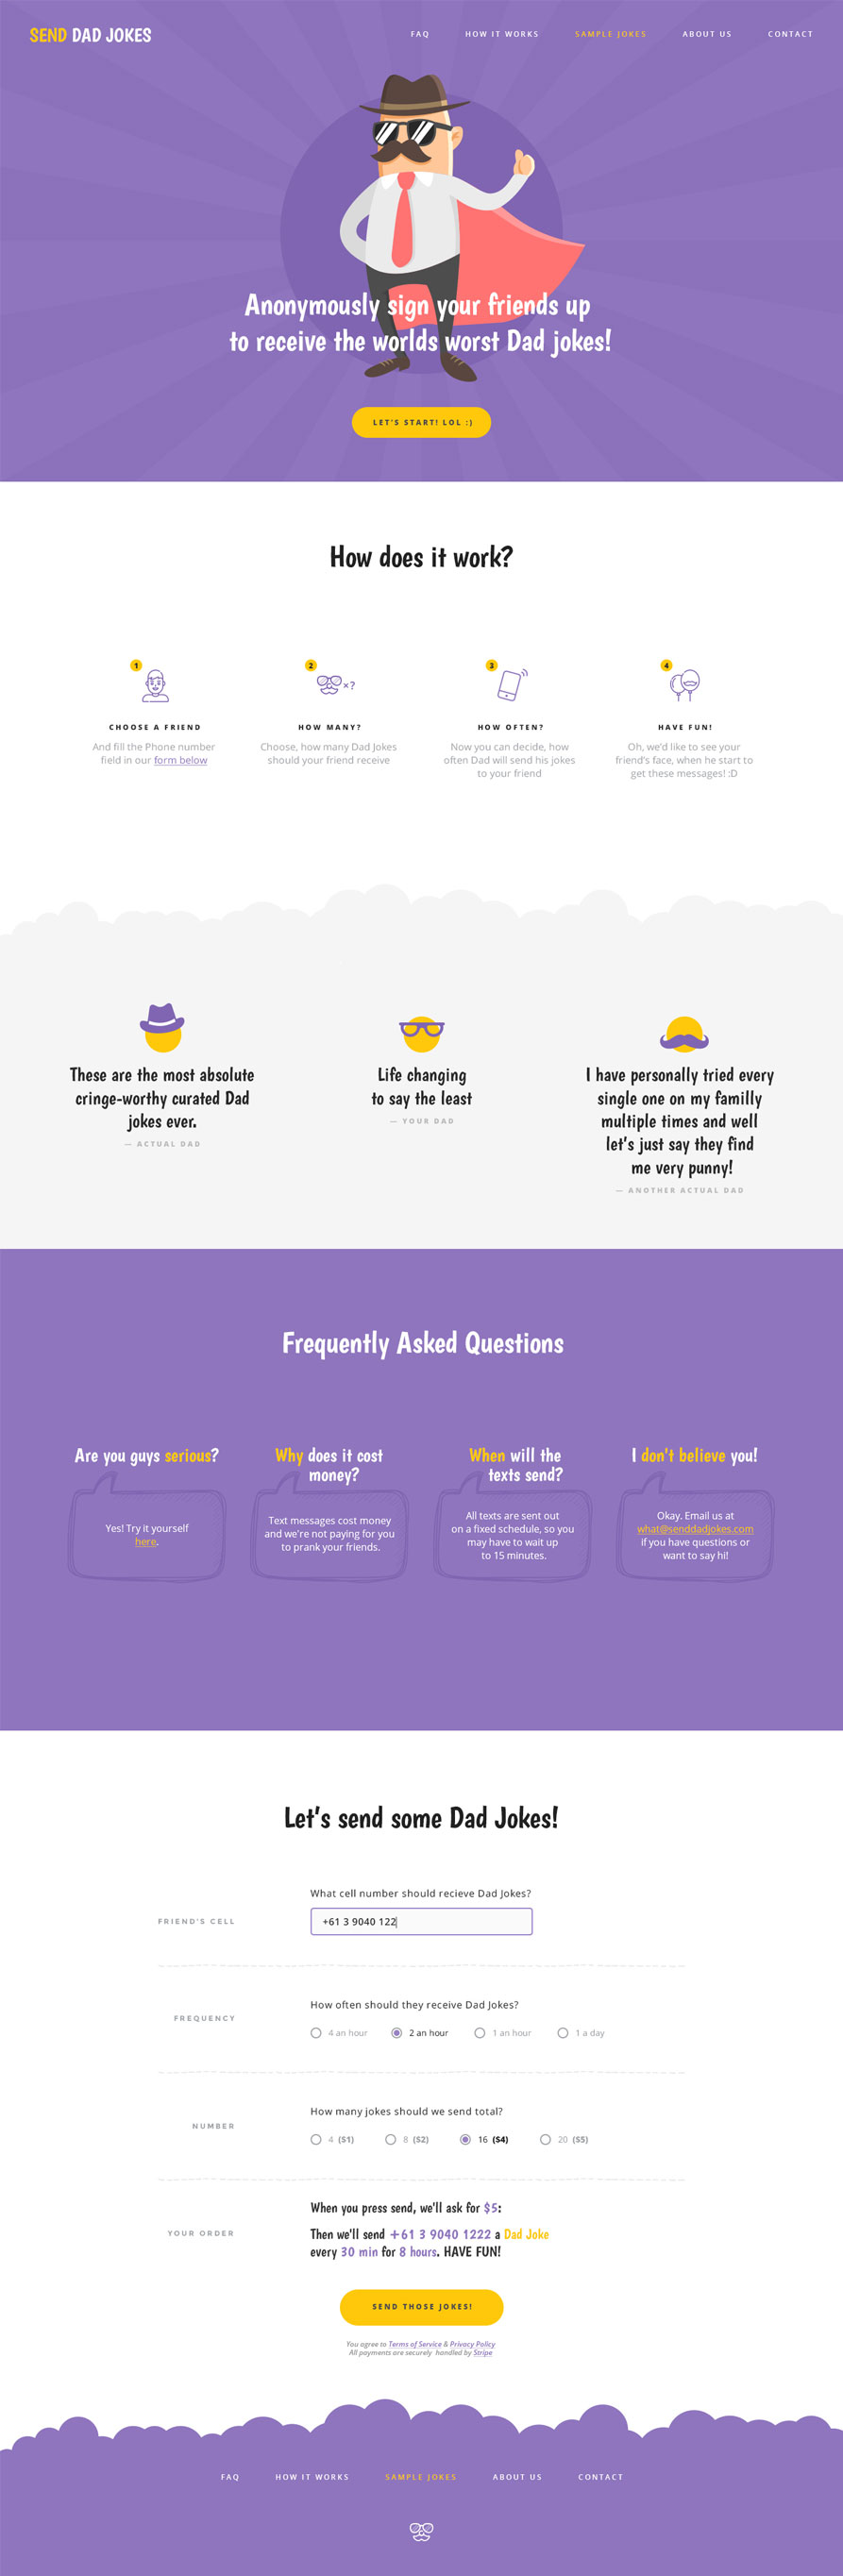 SEND DAD JOKES
FAQ
HOW IT WORKS
SAMPLE JOKES
ABOUT US
CONTACT
Anonymously sign your friends up
to receive the worlds worst Dad jokes!
LET'S START! LOL :)
How does it work?
1
CHOOSE A FRIEND
And fill the Phone number
field in our form below
2
×?
HOW MANY?
Choose, how many Dad Jokes
should your friend receive
3
HOW OFTEN?
Now you can decide, how
often Dad will send his jokes
to your friend
4
HAVE FUN!
Oh, we'd like to see your
friend's face, when he start to
get these messages! :D
These are the most absolute
cringe-worthy curated Dad
jokes ever.
— ACTUAL DAD
Life changing
to say the least
— YOUR DAD
I have personally tried every
single one on my familly
multiple times and well
let's just say they find
me very punny!
— ANOTHER ACTUAL DAD
Frequently Asked Questions
Are you guys serious?
Yes! Try it yourself
here.
Why does it cost
money?
Text messages cost money
and we're not paying for you
to prank your friends.
When will the
texts send?
All texts are sent out
on a fixed schedule, so you
may have to wait up
to 15 minutes.
I don't believe you!
Okay. Email us at
what@senddadjokes.com
if you have questions or
want to say hi!
Let's send some Dad Jokes!
FRIEND'S CELL
What cell number should recieve Dad Jokes?
+61 3 9040 122
FREQUENCY
How often should they receive Dad Jokes?
4 an hour
2 an hour
1 an hour
1 a day
NUMBER
How many jokes should we send total?
4 ($1)
8 ($2)
16 ($4)
20 ($5)
YOUR ORDER
When you press send, we'll ask for $5:
Then we'll send +61 3 9040 1222 a Dad Joke
every 30 min for 8 hours. HAVE FUN!
SEND THOSE JOKES!
You agree to Terms of Service & Privacy Policy
All payments are securely handled by Stripe
FAQ
HOW IT WORKS
SAMPLE JOKES
ABOUT US
CONTACT